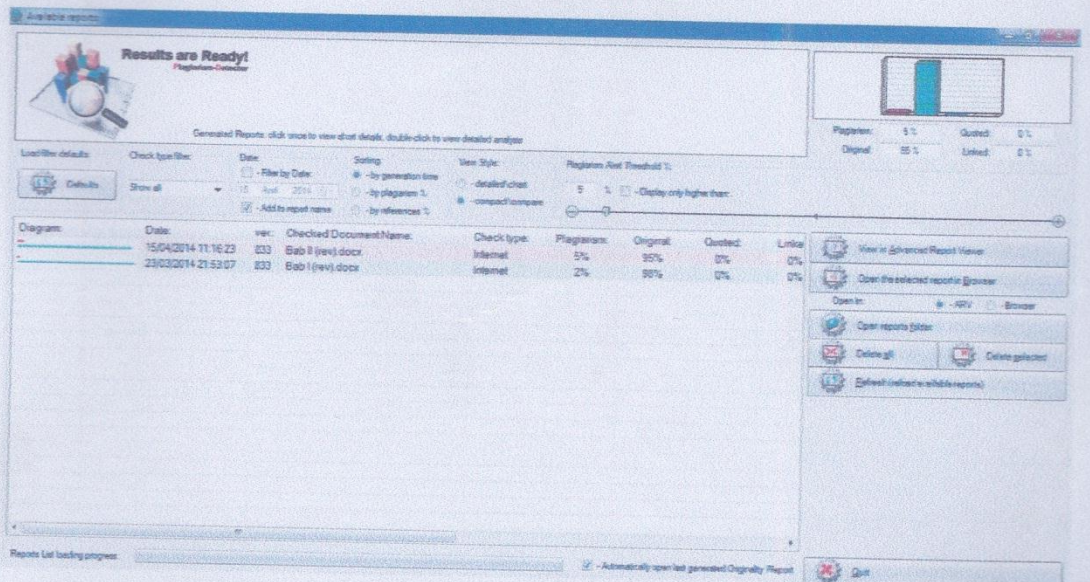 Available reports
Results are Ready!
Plagiarism-Detector
Generated Reports: click once to view short details, double-click to view detailed analysis
Plagiarism: 5 % Quoted: 0 %
Original: 95 % Linked: 0 %
Load filter defaults:
Defaults
Check type filter:
Show all
Date:
- Filter by Date:
15 April 2014
- Add to report name
Sorting:
- by generation time
- by plagiarism %
- by references %
View Style:
- detailed\chart
- compact\compare
Plagiarism Alert Threshold %:
5 % - Display only higher than:
Diagram: Date: ver: Checked Document Name: Check type: Plagiarism: Original: Quoted: Linke
15/04/2014 11:16:23 833 Bab II (rev).docx Internet 5% 95% 0% 0%
23/03/2014 21:53:07 833 Bab I (rev).docx Internet 2% 98% 0% 0%
View in Advanced Report Viewer
Open the selected report in Browser
Open In: - ARV - Browser
Open reports folder
Delete all Delete selected
Refresh (reload available reports)
Reports List loading progress:
- Automatically open last generated Originality Report
Quit